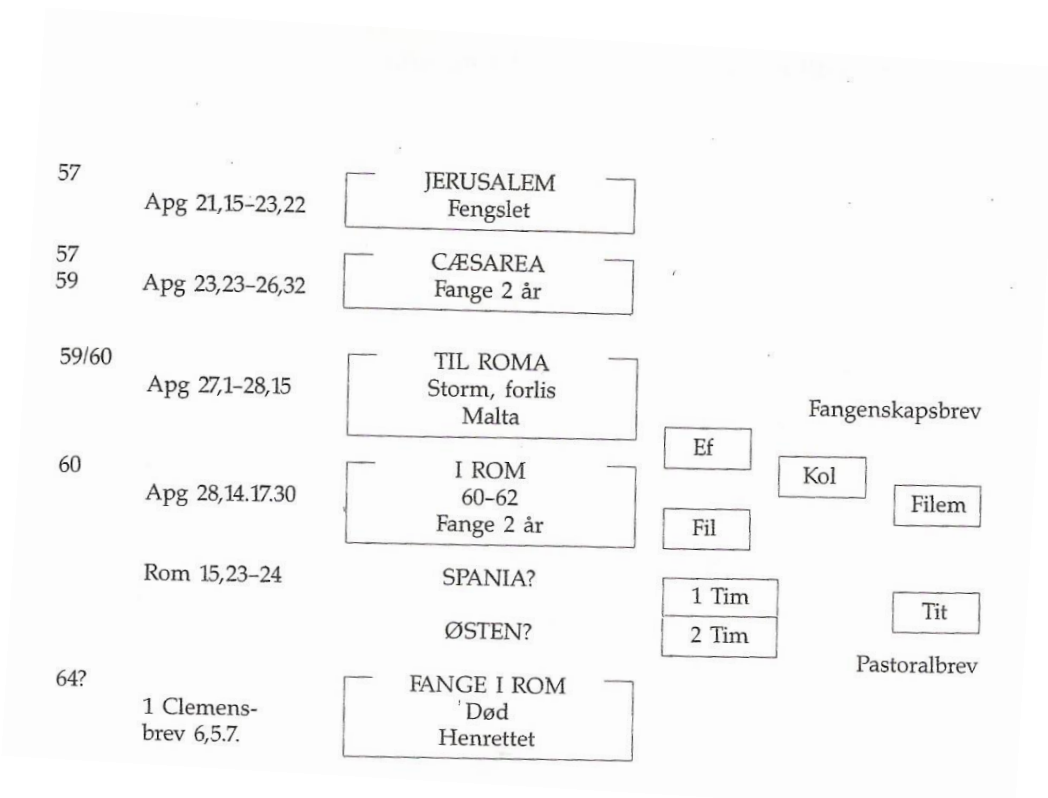 57
Apg 21,15–23,22
JERUSALEM
Fengslet
57
59
Apg 23,23–26,32
CÆSAREA
Fange 2 år
59/60
Apg 27,1–28,15
TIL ROMA
Storm, forlis
Malta
Fangenskapsbrev
Ef
Kol
Filem
Fil
60
Apg 28,14.17.30
I ROM
60–62
Fange 2 år
Rom 15,23–24
SPANIA?
ØSTEN?
1 Tim
2 Tim
Tit
Pastoralbrev
64?
1 Clemens-
brev 6,5.7.
FANGE I ROM
Død
Henrettet